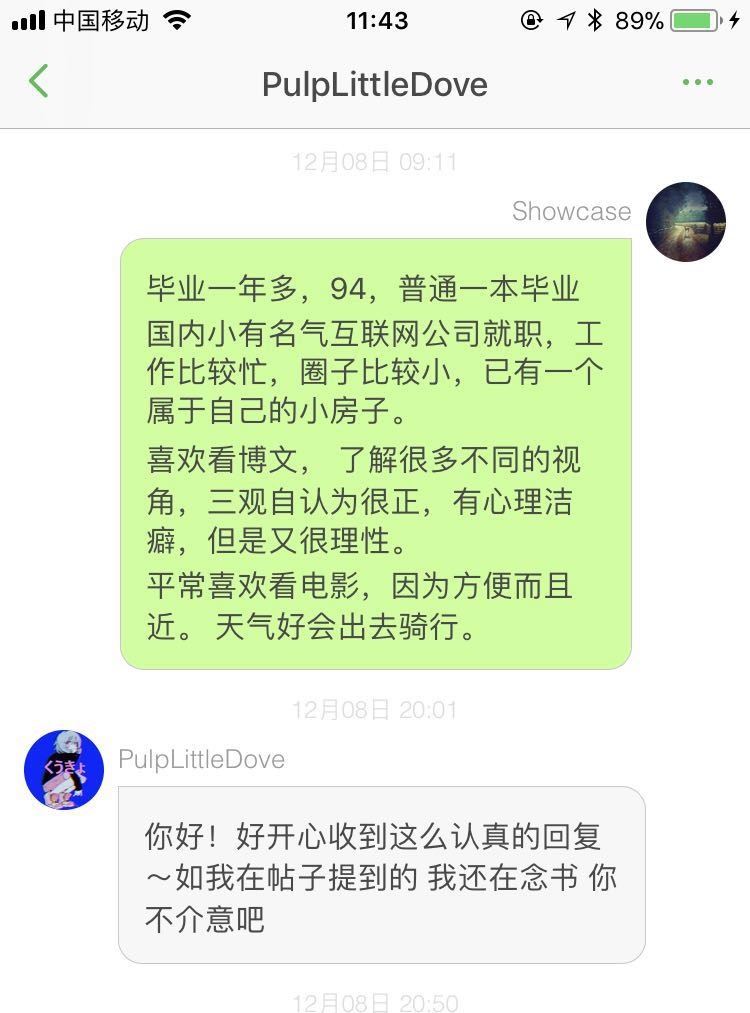 中国移动
11:43
89%
PulpLittleDove
12月08日 09:11
Showcase
毕业一年多，94，普通一本毕业
国内小有名气互联网公司就职，工
作比较忙，圈子比较小，已有一个
属于自己的小房子。
喜欢看博文， 了解很多不同的视
角，三观自认为很正，有心理洁
癖，但是又很理性。
平常喜欢看电影，因为方便而且
近。 天气好会出去骑行。
12月08日 20:01
PulpLittleDove
くうきょ
你好！好开心收到这么认真的回复
～如我在帖子提到的 我还在念书 你
不介意吧
12月08日 20:50